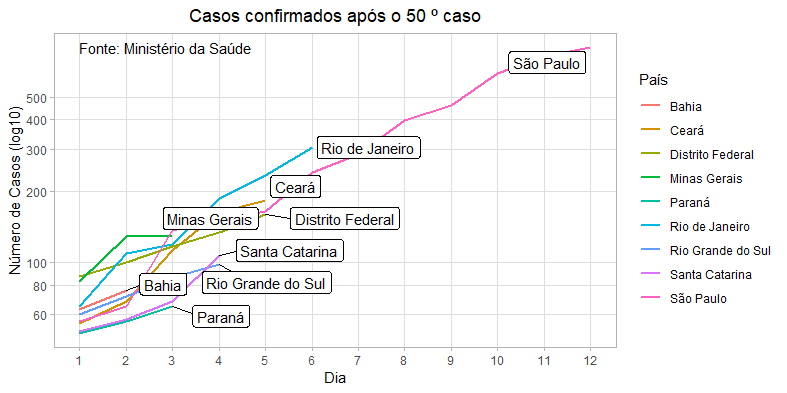 Casos confirmados após o 50 º caso
Fonte: Ministério da Saúde
Número de Casos (log10)
500
400
300
200
100
80
60
São Paulo
Rio de Janeiro
Ceará
Minas Gerais
Distrito Federal
Santa Catarina
Bahia
Rio Grande do Sul
Paraná
1 2 3 4 5 6 7 8 9 10 11 12
Dia
País
Bahia
Ceará
Distrito Federal
Minas Gerais
Paraná
Rio de Janeiro
Rio Grande do Sul
Santa Catarina
São Paulo